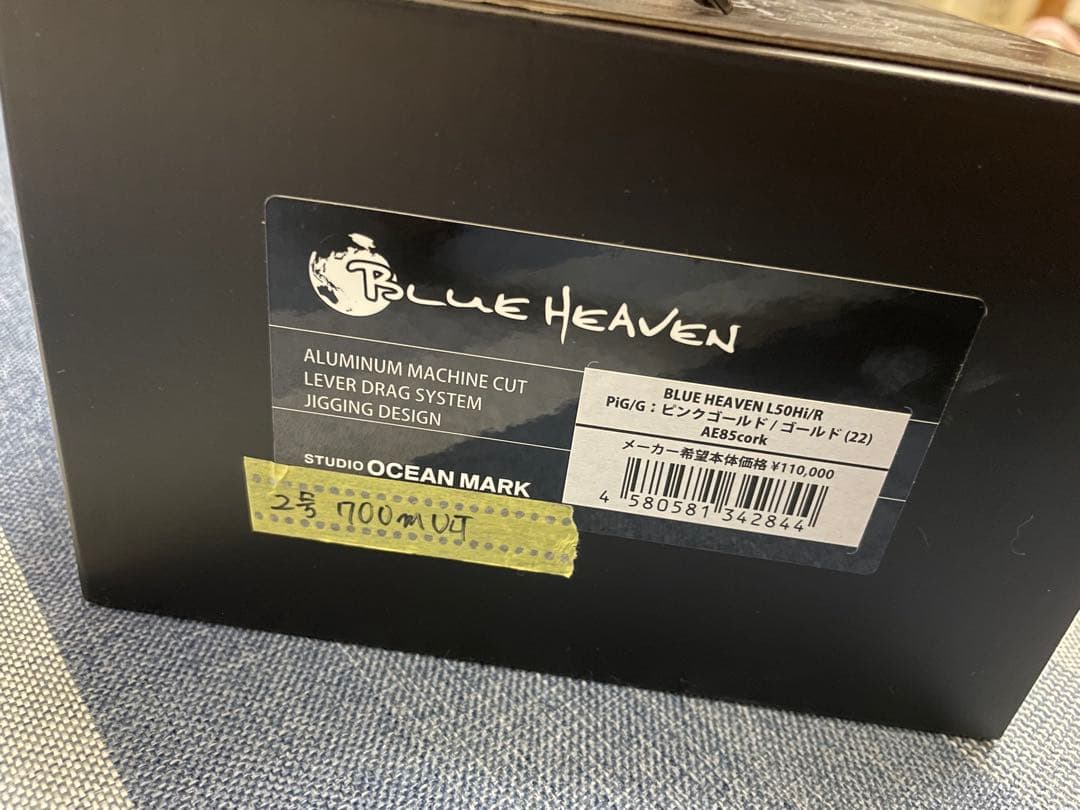 BLUE HEAVEN
ALUMINUM MACHINE CUT
LEVER DRAG SYSTEM
JIGGING DESIGN
STUDIO OCEAN MARK
BLUE HEAVEN L50Hi/R
PiG/G：ピンクゴールド/ゴールド(22)
AE85cork
メーカー希望本体価格 ¥110,000
4 580581 342844
2号 700m ULT